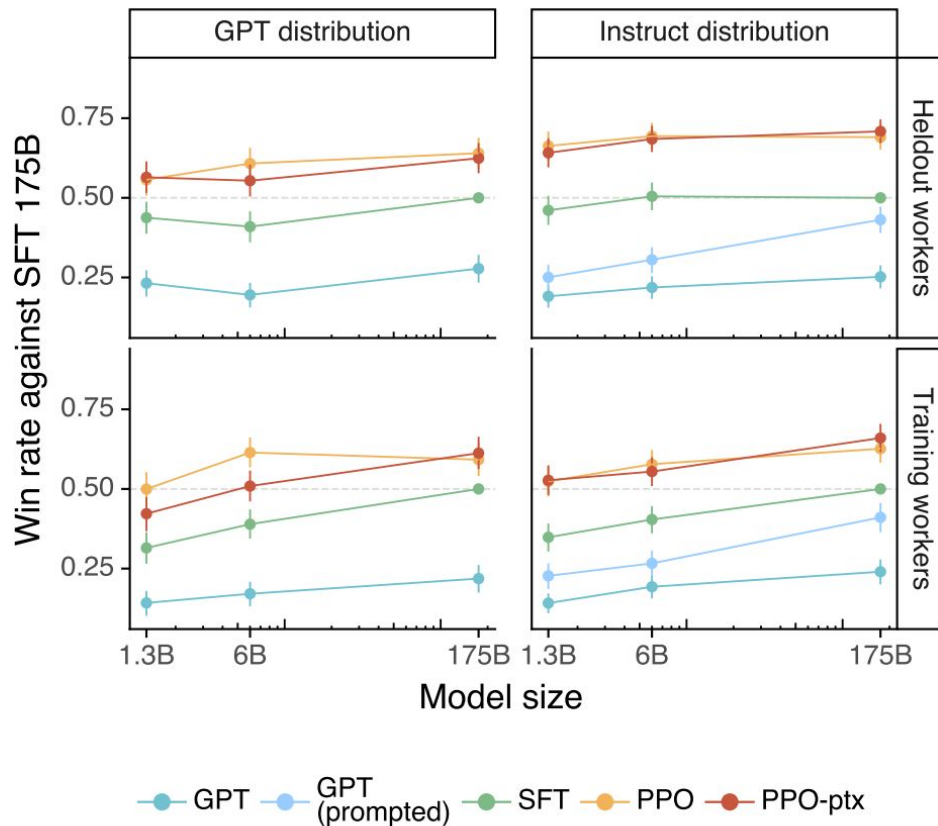 GPT distribution
Instruct distribution
Win rate against SFT 175B
0.75
0.50
0.25
Heldout workers
0.75
0.50
0.25
Training workers
1.3B 6B 175B
1.3B 6B 175B
Model size
GPT
GPT
(prompted)
SFT
PPO
PPO-ptx